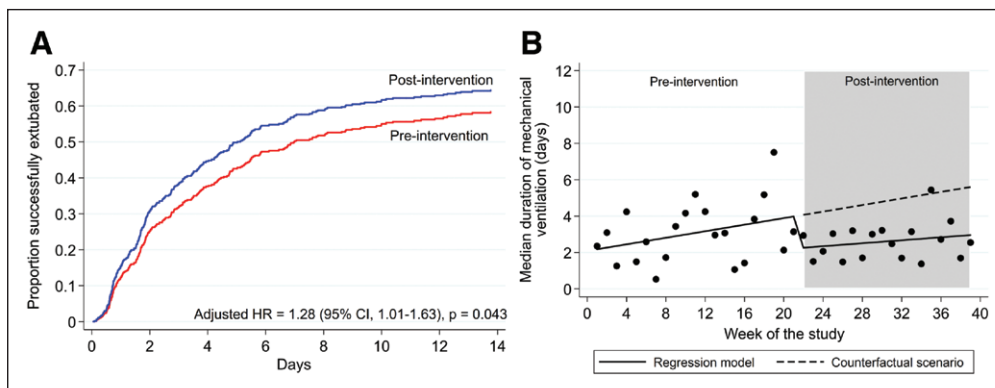 A
B
0.7
0.6
0.5
0.4
0.3
0.2
0.1
0
Proportion successfully extubated
Post-intervention
Pre-intervention
Adjusted HR = 1.28 (95% CI, 1.01-1.63), p = 0.043
0 2 4 6 8 10 12 14
Days
12
10
8
6
4
2
0
Median duration of mechanical
ventilation (days)
Pre-intervention
Post-intervention
0 4 8 12 16 20 24 28 32 36 40
Week of the study
Regression model
Counterfactual scenario